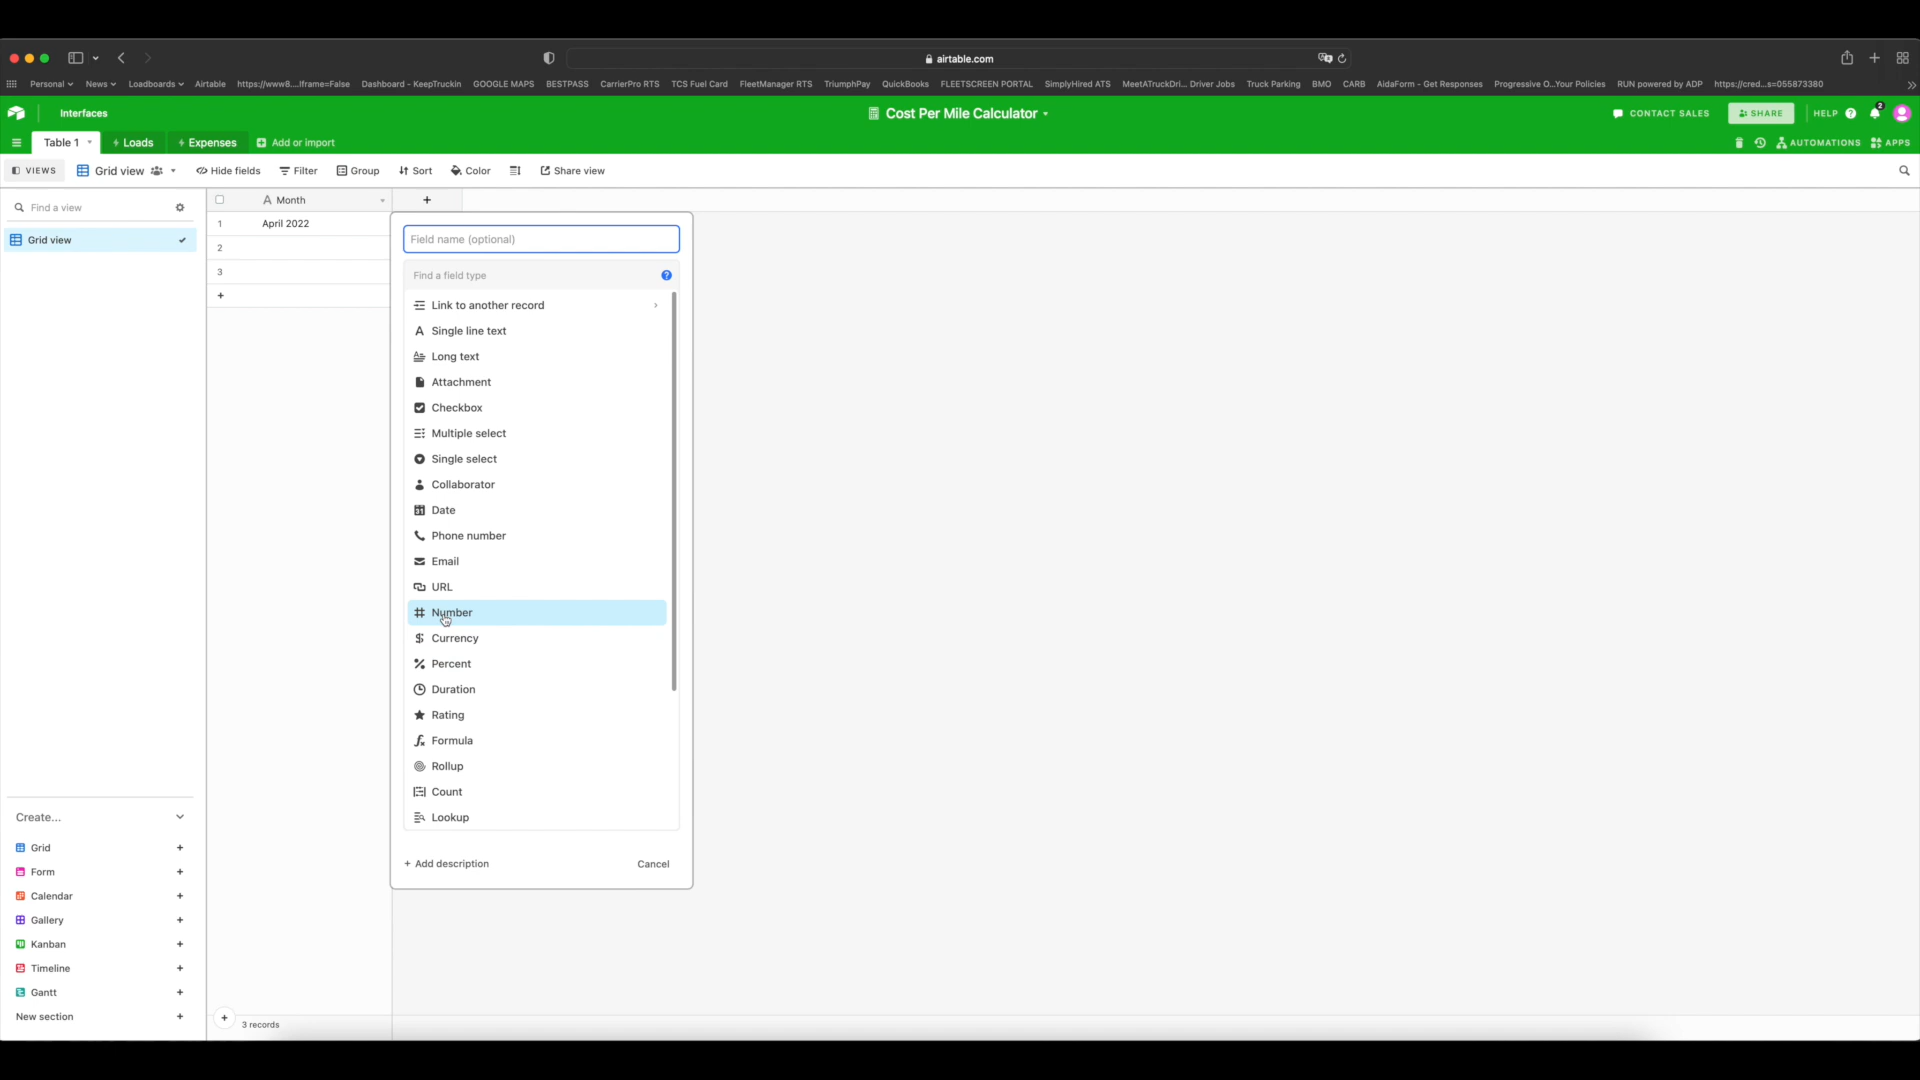 airtable.com
Personal News Loadboards Airtable https://www8....Iframe=False Dashboard - KeepTruckin GOOGLE MAPS BESTPASS CarrierPro RTS TCS Fuel Card FleetManager RTS TriumphPay QuickBooks FLEETSCREEN PORTAL SimplyHired ATS MeetATruckDri... Driver Jobs Truck Parking BMO CARB AidaForm - Get Responses Progressive O...Your Policies RUN powered by ADP https://cred...s=055873380
Interfaces Cost Per Mile Calculator CONTACT SALES SHARE HELP ? 2
Table 1 Loads Expenses Add or import AUTOMATIONS APPS
VIEWS Grid view Hide fields Filter Group Sort Color Share view
Find a view
Grid view
A Month +
1 April 2022
2
3
+
Field name (optional)
Find a field type ?
Link to another record
Single line text
Long text
Attachment
Checkbox
Multiple select
Single select
Collaborator
Date
Phone number
Email
URL
Number
Currency
Percent
Duration
Rating
Formula
Rollup
Count
Lookup
+ Add description Cancel
Create...
Grid +
Form +
Calendar +
Gallery +
Kanban +
Timeline +
Gantt +
New section +
+ 3 records